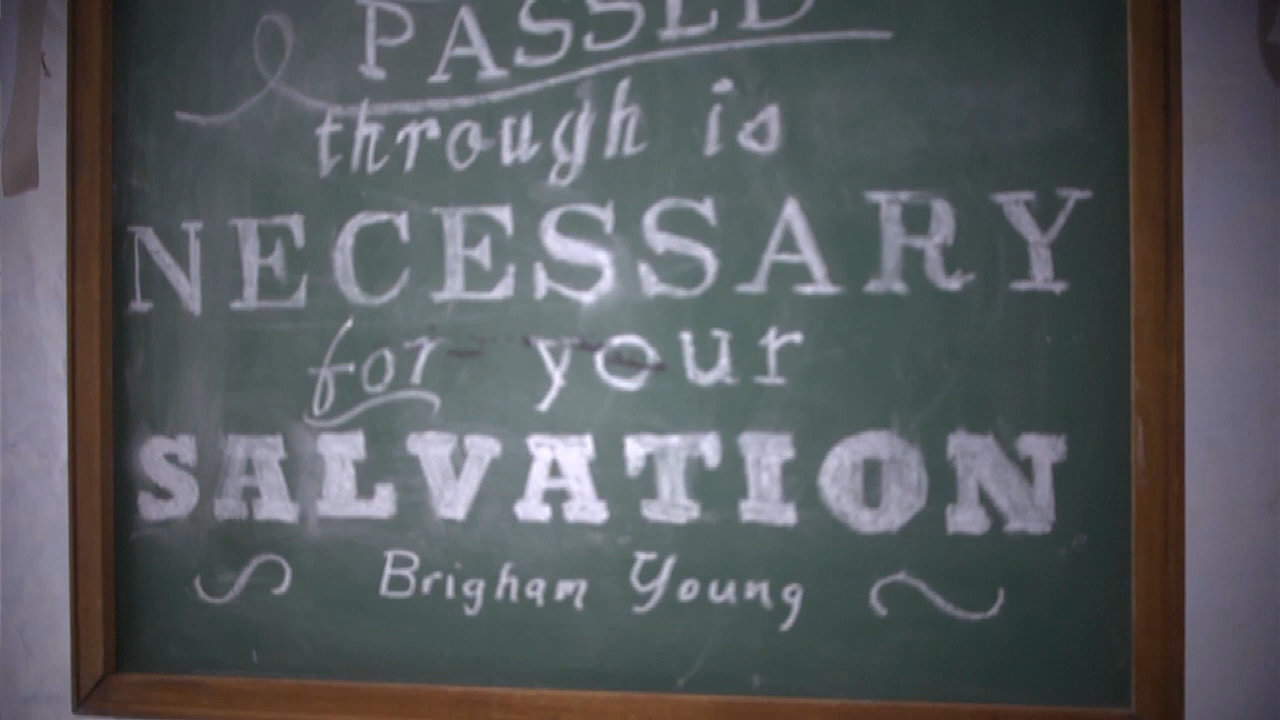 PASSED
through is
NECESSARY
for your
SALVATION
Brigham Young